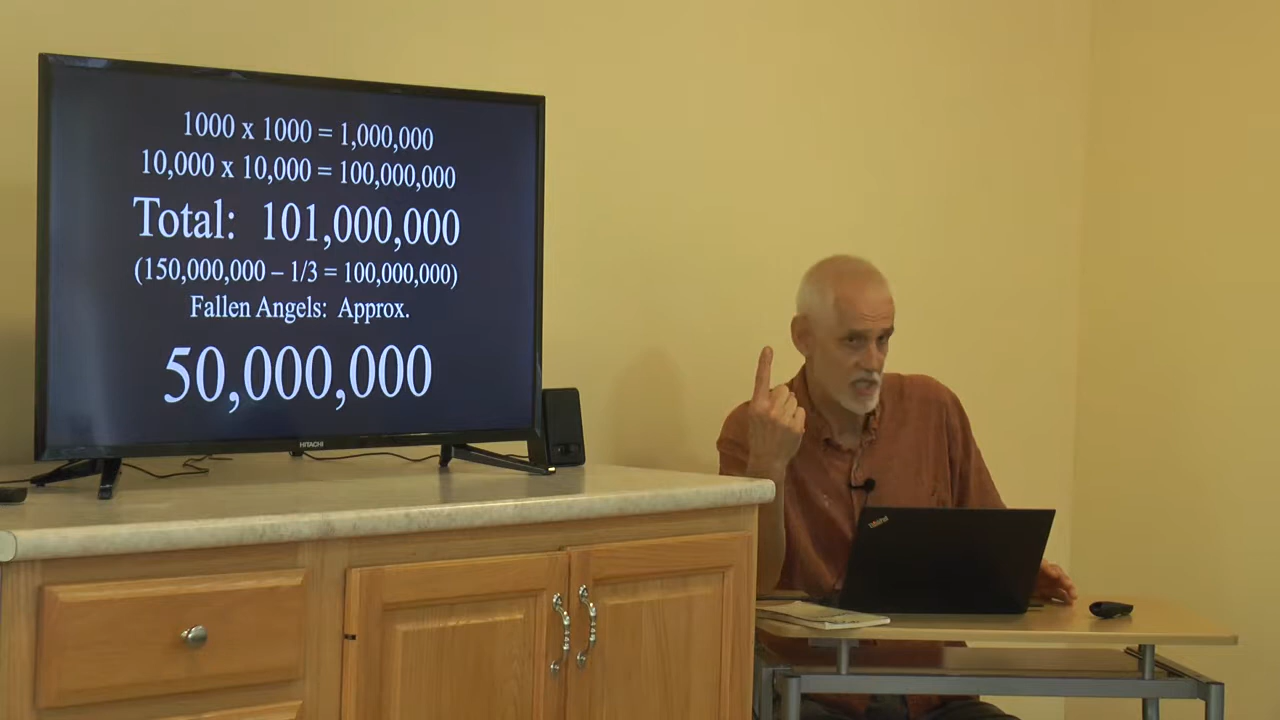 1000 x 1000 = 1,000,000
10,000 x 10,000 = 100,000,000
Total: 101,000,000
(150,000,000 – 1/3 = 100,000,000)
Fallen Angels: Approx.
50,000,000
HITACHI
ThinkPad